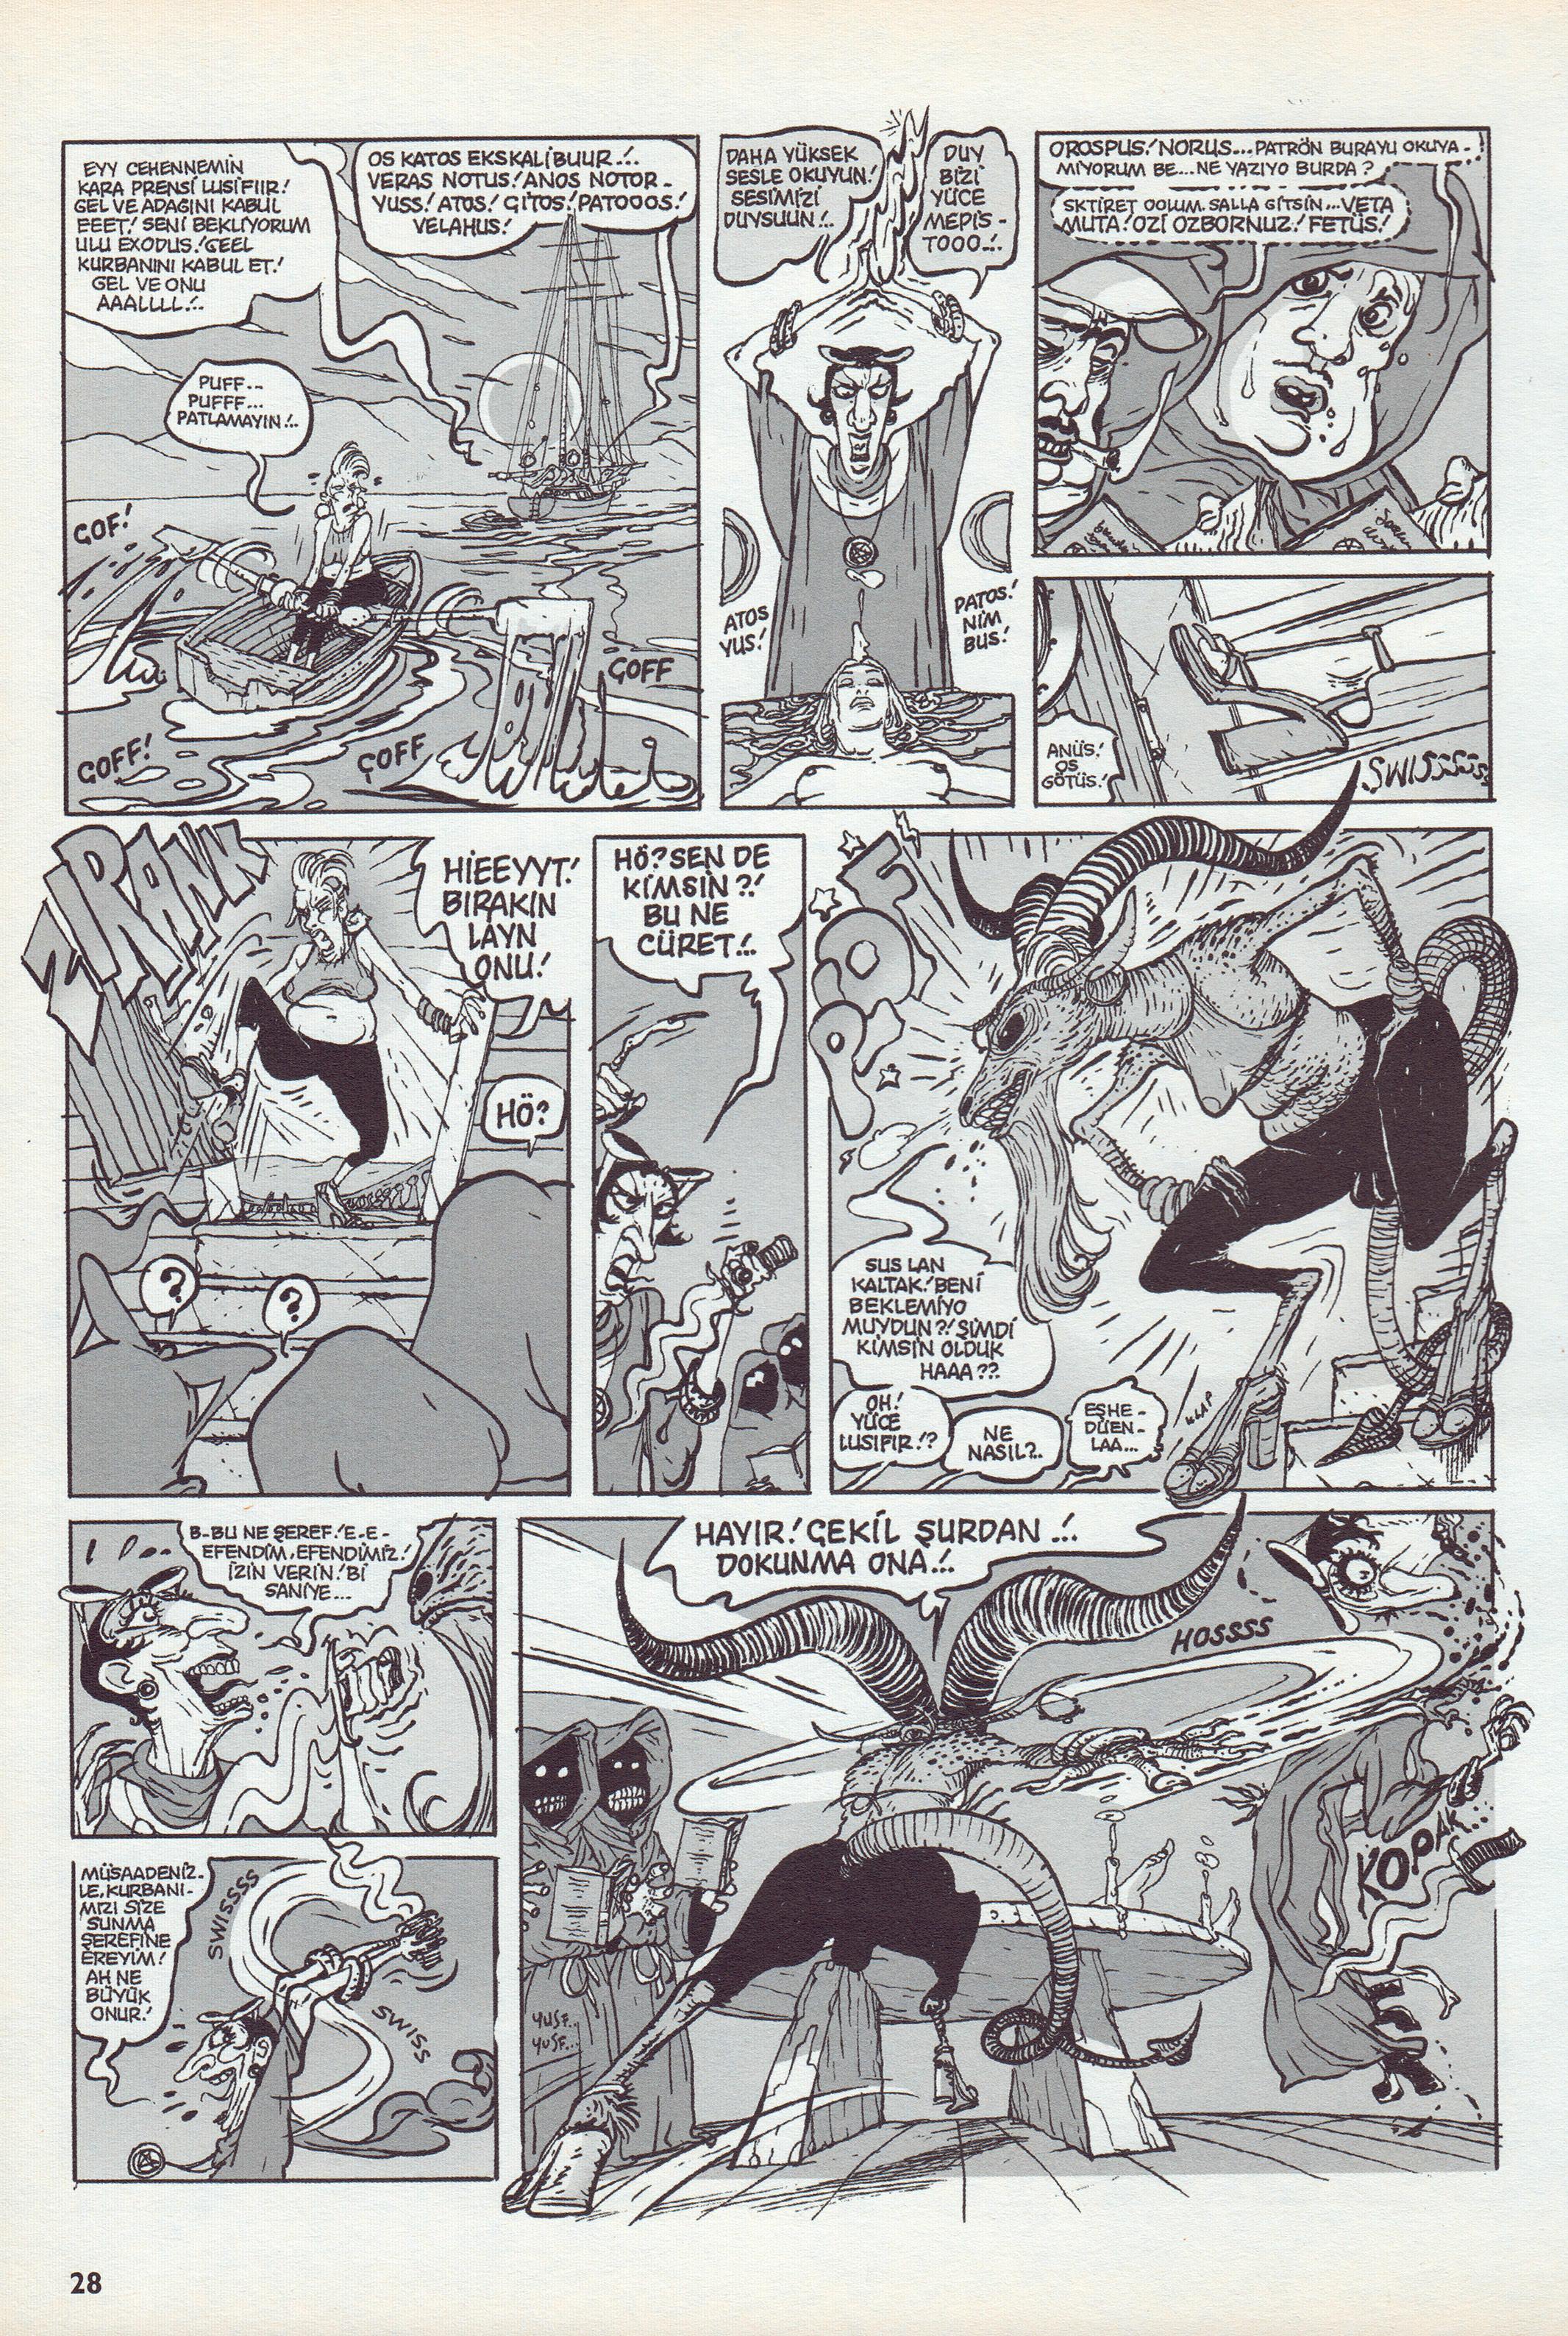 EYY CEHENNEMİN
KARA PRENSİ LUSİFIIR!
GEL VE ADAĞINI KABUL
EEET! SENİ BEKLİYORUM
ULU EXODUS! GEEL
KURBANINI KABUL ET!
GEL VE ONU
AAALLLL!..
OS KATOS EKSKALİBUUR!..
VERAS NOTUS! ANOS NOTOR-
YUSS! ATOS! GİTOS! PATOOOS!
VELAHUS!
PUFF...
PUFFF...
PATLAMAYIN!..
GOF!
GOFF!
ÇOFF
ÇOFF
DAHA YÜKSEK
SESLE OKUYUN!
SESİMİZİ
DUYSUUN!..
DUY
BİZİ
YÜCE
MEPİS-
TOOO!..
ATOS
YUS!
PATOS!
NİM
BUS!
OROSPUS! NORUS... PATRÖN BURAYU OKUYA-
MIYORUM BE... NE YAZIYO BURDA?
SKTİRET OOLUM. SALLA GİTSİN... VETA
MUTA! OZİ OZBORNUZ! FETÜS!
ANÜS!
OS
GÖTÜS!
SWISSSS
ZIRANK
HİEEYYT!
BIRAKIN
LAYN
ONU!
HÖ?
?
?
HÖ? SEN DE
KİMSİN?!
BU NE
CÜRET!..
POOF
SUS LAN
KALTAK! BENİ
BEKLEMİYO
MUYDUN?! ŞİMDİ
KİMSİN OLDUK
HAAA??
OH!
YÜCE
LUSIFIR!?
NE
NASIL?..
EŞHE-
DÜEN-
LAA...
KLAP
B-BU NE ŞEREF! E-E-
EFENDİM, EFENDİMİZ!
İZİN VERİN! Bİ
SANİYE...
MÜSAADENİZ-
LE, KURBANI-
MIZI SİZE
SUNMA
ŞEREFİNE
EREYİM!
AH NE
BÜYÜK
ONUR!
SWISSSS
SWISS
HAYIR! ÇEKİL ŞURDAN!..
DOKUNMA ONA!..
HOSSSS
KOPAK
YUSF..
YUSF..
28